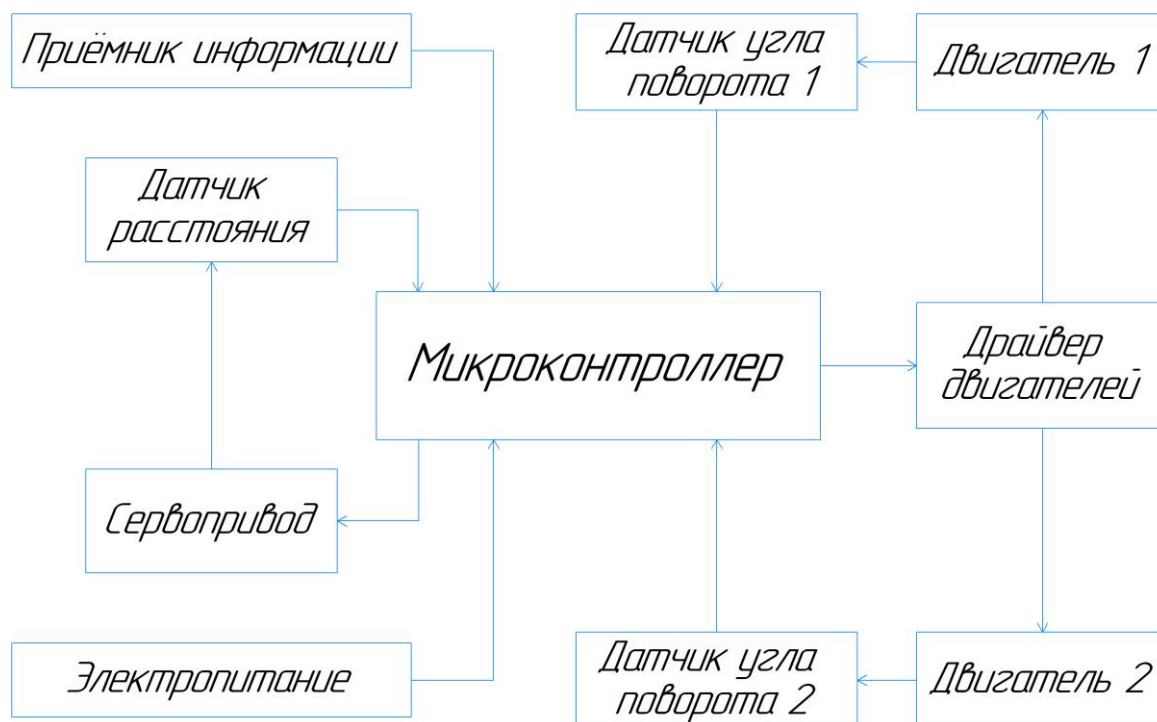 Приёмник информации
Датчик угла
поворота 1
Двигатель 1
Датчик
расстояния
Микроконтроллер
Драйвер
двигателей
Сервопривод
Электропитание
Датчик угла
поворота 2
Двигатель 2